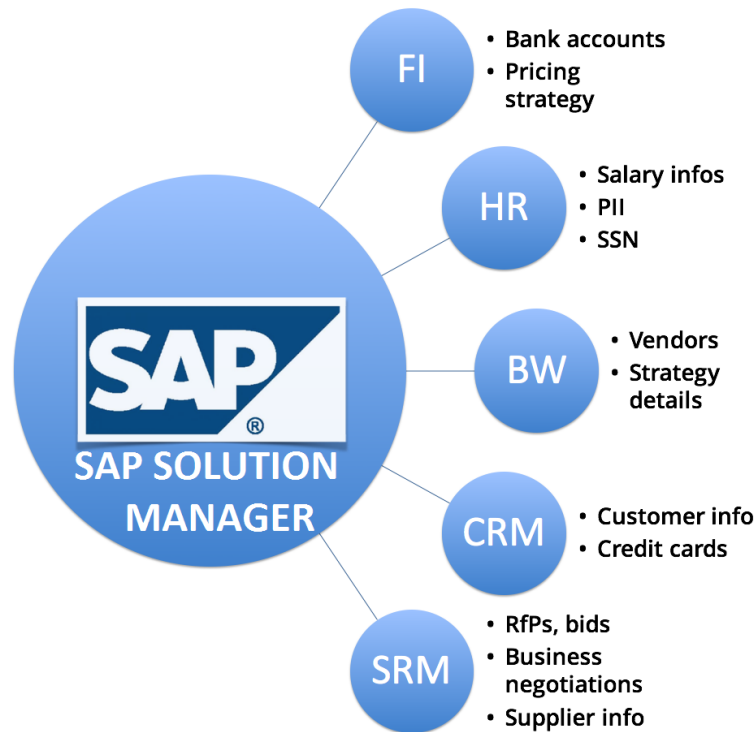 FI
• Bank accounts
• Pricing
strategy
HR
• Salary infos
• PII
• SSN
SAP
®
SAP SOLUTION
MANAGER
BW
• Vendors
• Strategy
details
CRM
• Customer info
• Credit cards
SRM
• RfPs, bids
• Business
negotiations
• Supplier info